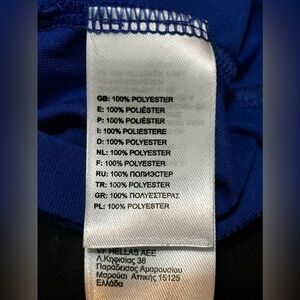 GB: 100% POLYESTER
E: 100% POLIÉSTER
P: 100% POLIÉSTER
I: 100% POLIESTERE
D: 100% POLYESTER
NL: 100% POLYESTER
F: 100% POLYESTER
RU: 100% ПОЛИЭСТЕР
TR: 100% POLYESTER
GR: 100% ΠΟΛΥΕΣΤΕΡΑΣ
PL: 100% POLYESTER
VF HELLAS AEE
Λ.Κηφισίας 38
Παράδεισος Αμαρουσίου
Μαρούσι Αττικής 15125
Ελλάδα